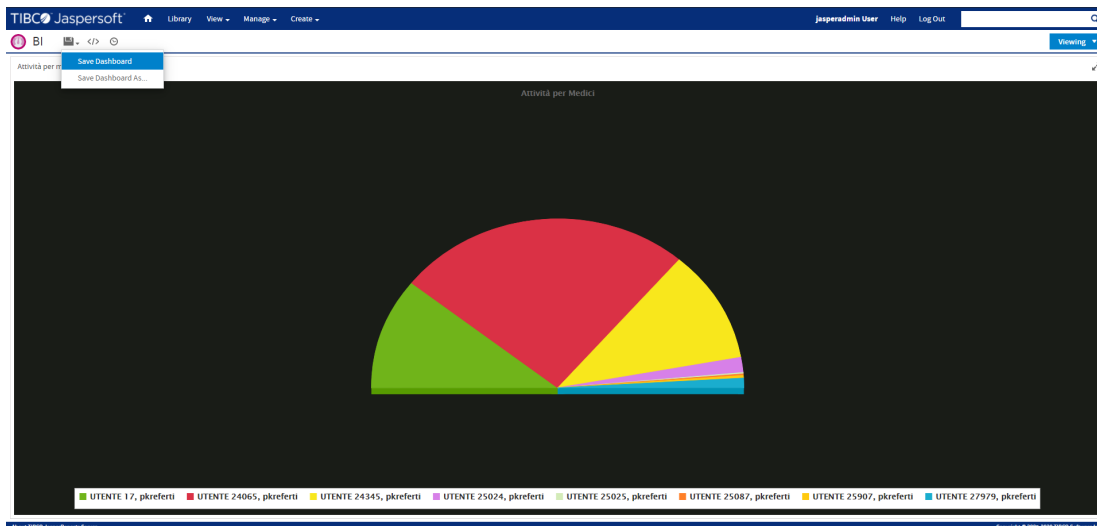 TIBCO Jaspersoft Library View Manage Create jasperadmin User Help Log Out
BI </> Viewing
Save Dashboard
Attività per m
Save Dashboard As...
Attività per Medici
UTENTE 17, pkreferti UTENTE 24065, pkreferti UTENTE 24345, pkreferti UTENTE 25024, pkreferti UTENTE 25025, pkreferti UTENTE 25087, pkreferti UTENTE 25907, pkreferti UTENTE 27979, pkreferti